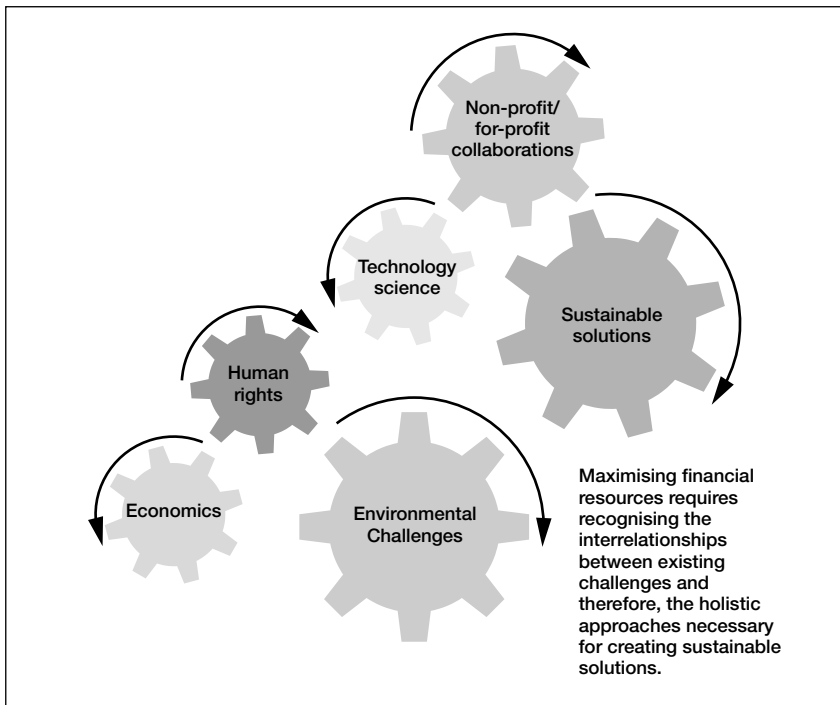 Non-profit/
for-profit
collaborations
Technology
science
Sustainable
solutions
Human
rights
Economics
Environmental
Challenges
Maximising financial
resources requires
recognising the
interrelationships
between existing
challenges and
therefore, the holistic
approaches necessary
for creating sustainable
solutions.